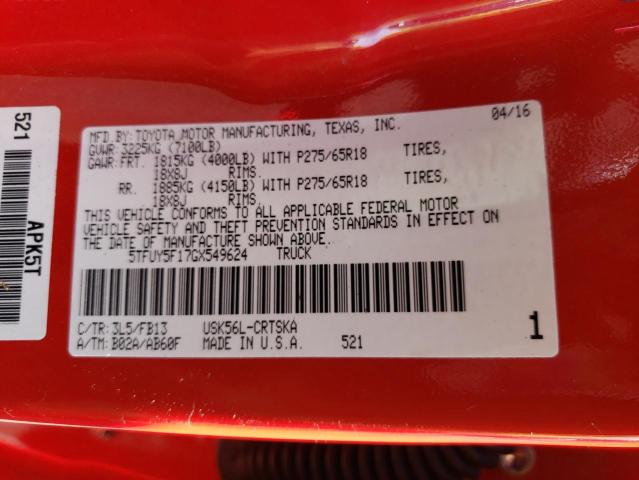 MFD BY: TOYOTA MOTOR MANUFACTURING, TEXAS, INC. 04/16
GVWR: 3225KG (7100LB)
GAWR: FRT. 1815KG (4000LB) WITH P275/65R18 TIRES,
18X8J RIMS.
RR. 1885KG (4150LB) WITH P275/65R18 TIRES,
18X8J RIMS.
THIS VEHICLE CONFORMS TO ALL APPLICABLE FEDERAL MOTOR
VEHICLE SAFETY AND THEFT PREVENTION STANDARDS IN EFFECT ON
THE DATE OF MANUFACTURE SHOWN ABOVE.
5TFUY5F17GX549624 TRUCK
C/TR: 3L5/FB13 USK56L-CRTSKA
A/TM: B02A/AB60F MADE IN U.S.A. 521
1
521
APK5T